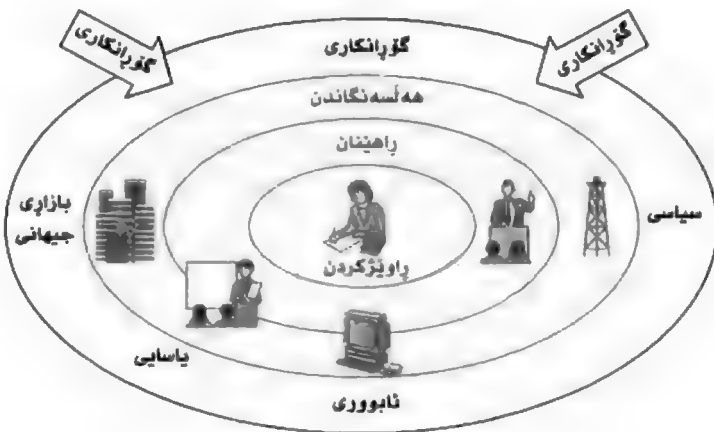 گۆڕانکاری
گۆڕانکاری
گۆڕانکاری
هەڵسەنگاندن
ڕاهێنان
بازاڕی
جیهانی
سیاسی
ڕاوێژکردن
یاسایی
ئابووری